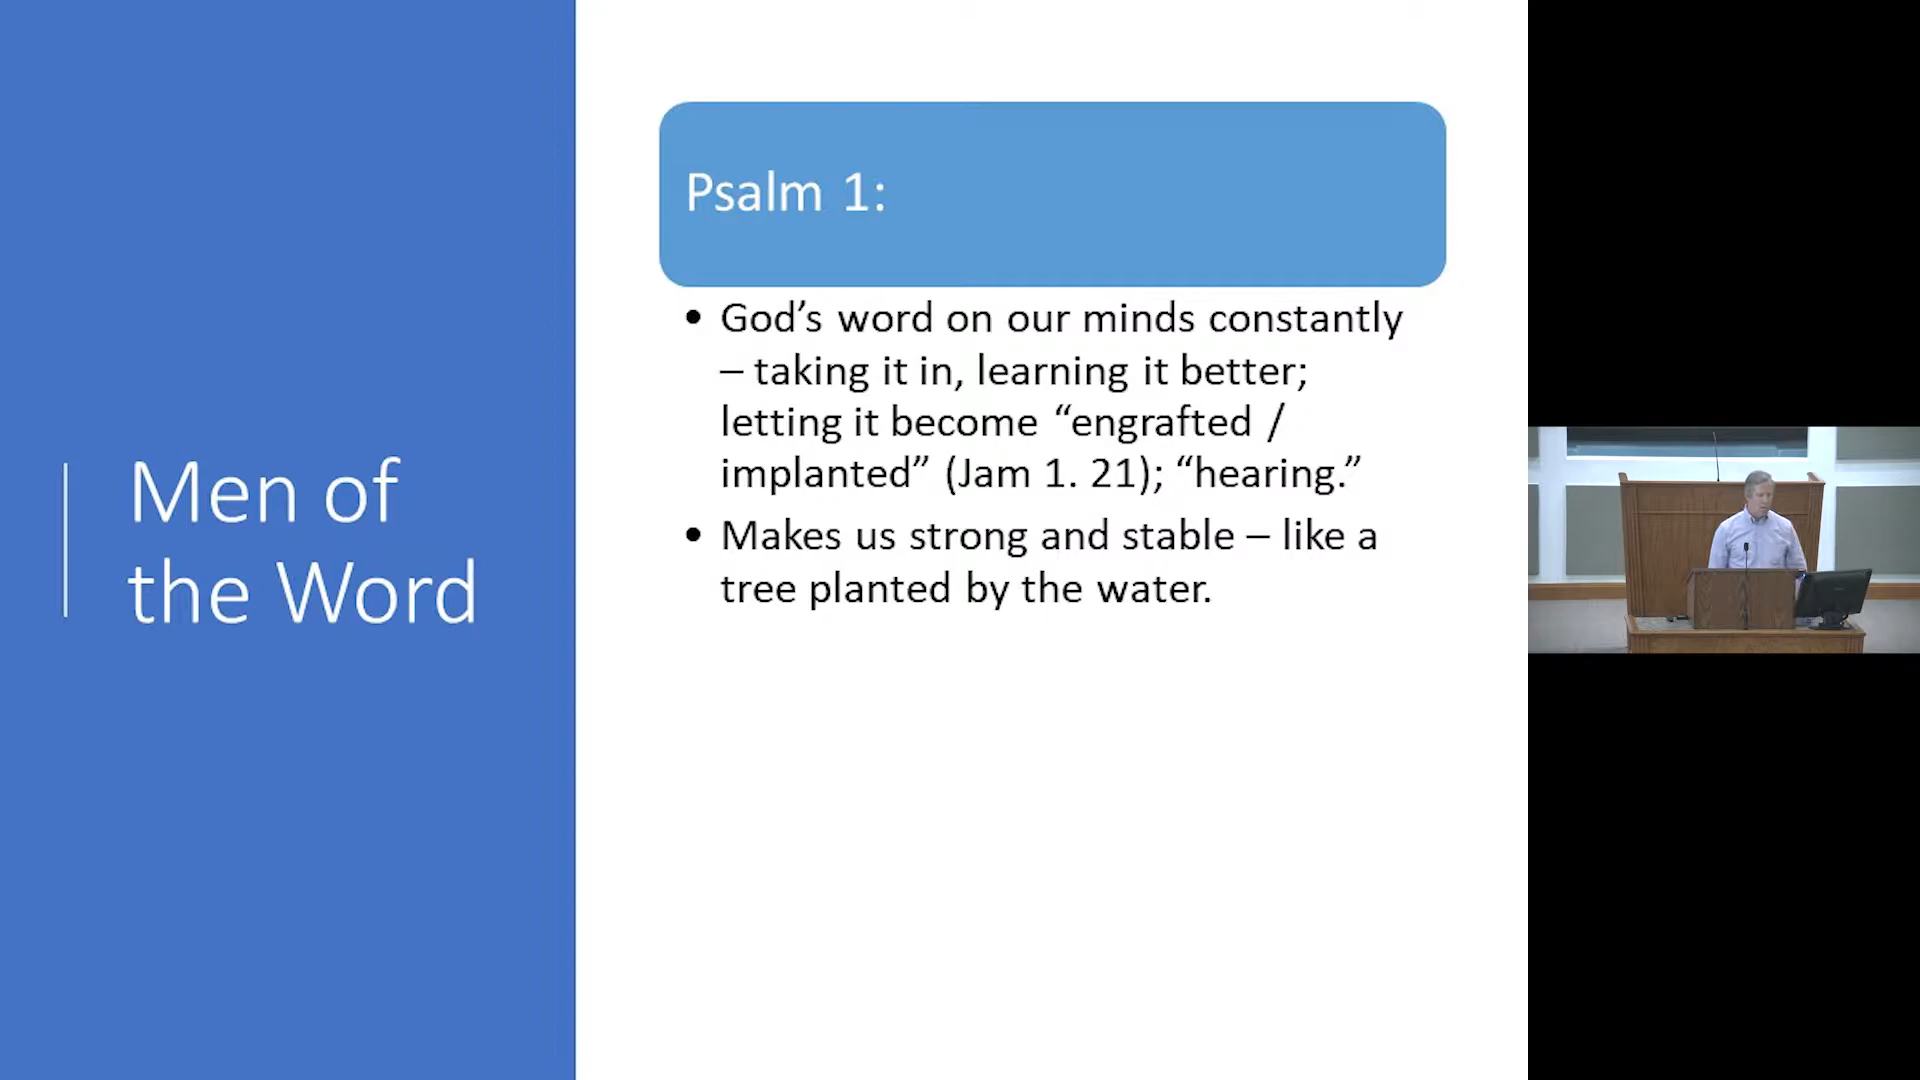 Men of
the Word
Psalm 1:
• God’s word on our minds constantly
– taking it in, learning it better;
letting it become “engrafted /
implanted” (Jam 1. 21); “hearing.”
• Makes us strong and stable – like a
tree planted by the water.